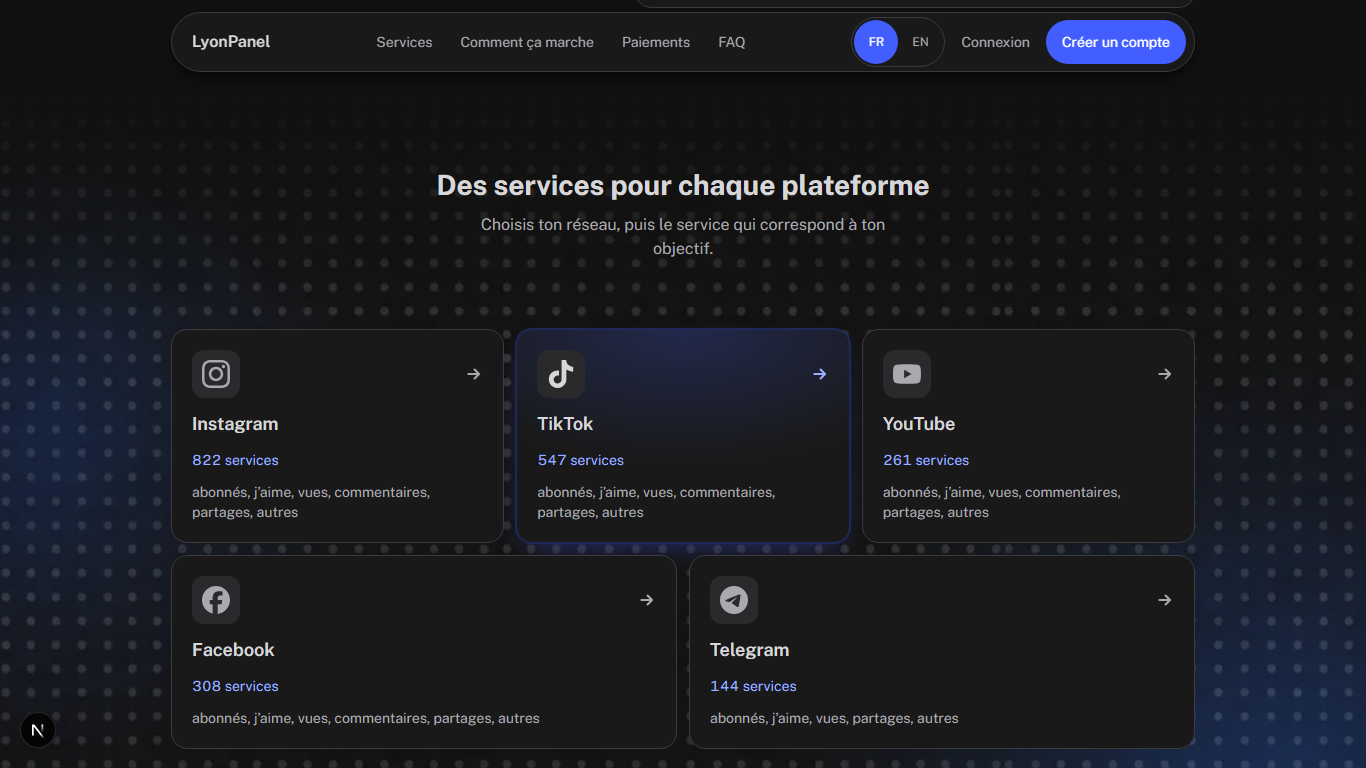 LyonPanel
Services
Comment ça marche
Paiements
FAQ
FR
EN
Connexion
Créer un compte
Des services pour chaque plateforme
Choisis ton réseau, puis le service qui correspond à ton
objectif.
Instagram
822 services
abonnés, j’aime, vues, commentaires,
partages, autres
TikTok
547 services
abonnés, j’aime, vues, commentaires,
partages, autres
YouTube
261 services
abonnés, j’aime, vues, commentaires,
partages, autres
Facebook
308 services
abonnés, j’aime, vues, commentaires, partages, autres
Telegram
144 services
abonnés, j’aime, vues, partages, autres
N